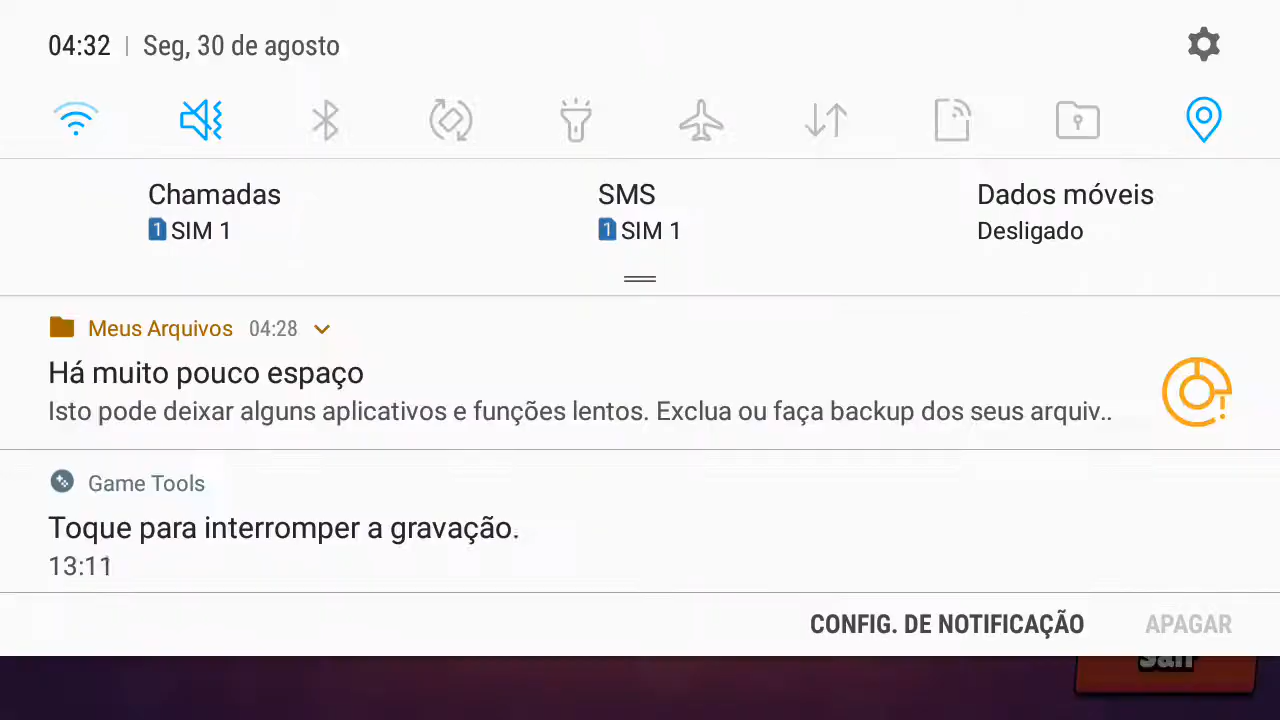 04:32 | Seg, 30 de agosto
Chamadas
1 SIM 1
SMS
1 SIM 1
Dados móveis
Desligado
Meus Arquivos 04:28
Há muito pouco espaço
Isto pode deixar alguns aplicativos e funções lentos. Exclua ou faça backup dos seus arquiv..
Game Tools
Toque para interromper a gravação.
13:11
CONFIG. DE NOTIFICAÇÃO
APAGAR